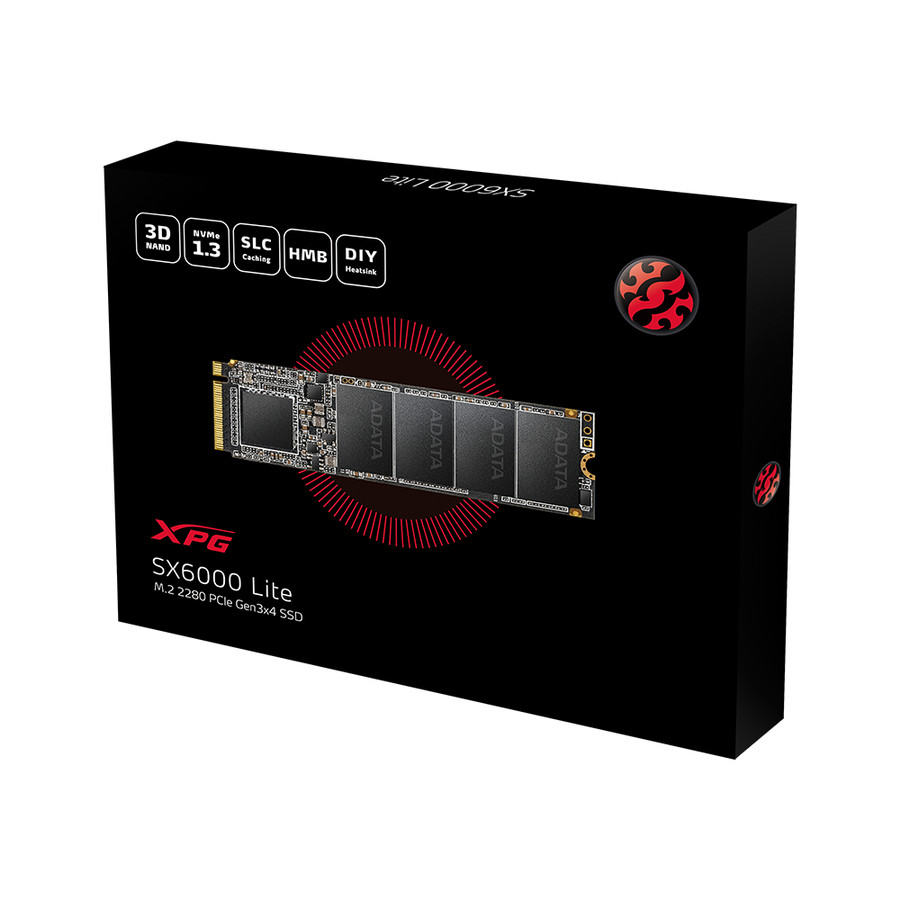 SX6000 Lite
3D
NAND
NVMe
1.3
SLC
Caching
HMB
DIY
Heatsink
ADATA
ADATA
ADATA
ADATA
XPG
SX6000 Lite
M.2 2280 PCIe Gen3x4 SSD